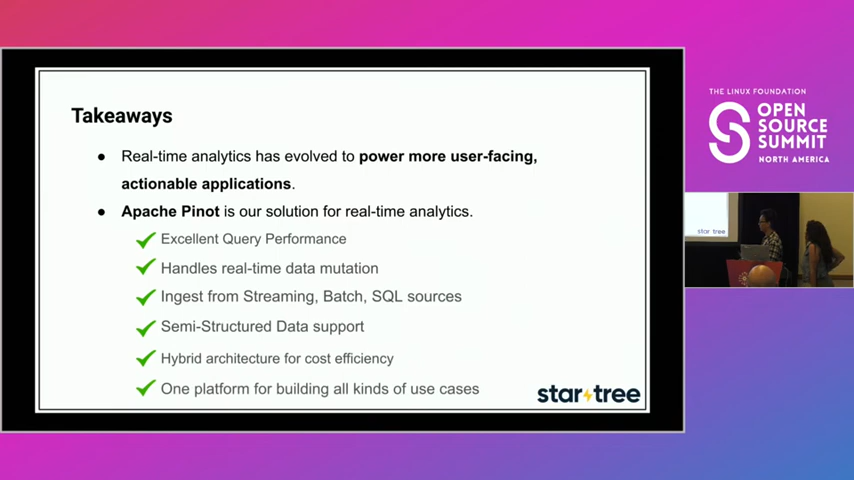 Takeaways
● Real-time analytics has evolved to power more user-facing,
actionable applications.
● Apache Pinot is our solution for real-time analytics.
Excellent Query Performance
Handles real-time data mutation
Ingest from Streaming, Batch, SQL sources
Semi-Structured Data support
Hybrid architecture for cost efficiency
One platform for building all kinds of use cases
star tree
THE LINUX FOUNDATION
OPEN
SOURCE
SUMMIT
NORTH AMERICA
star tree